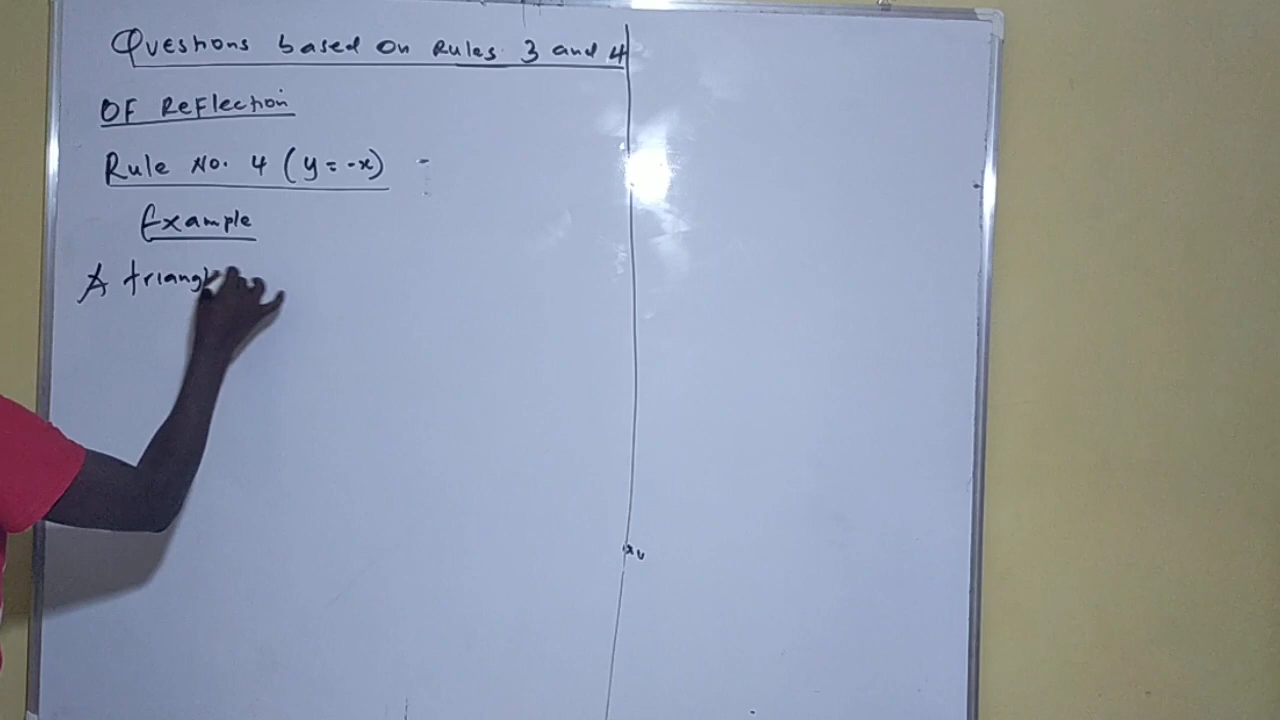 Questions based on Rules 3 and 4
OF Reflection
Rule No. 4 (y = -x)
Example
A triangl